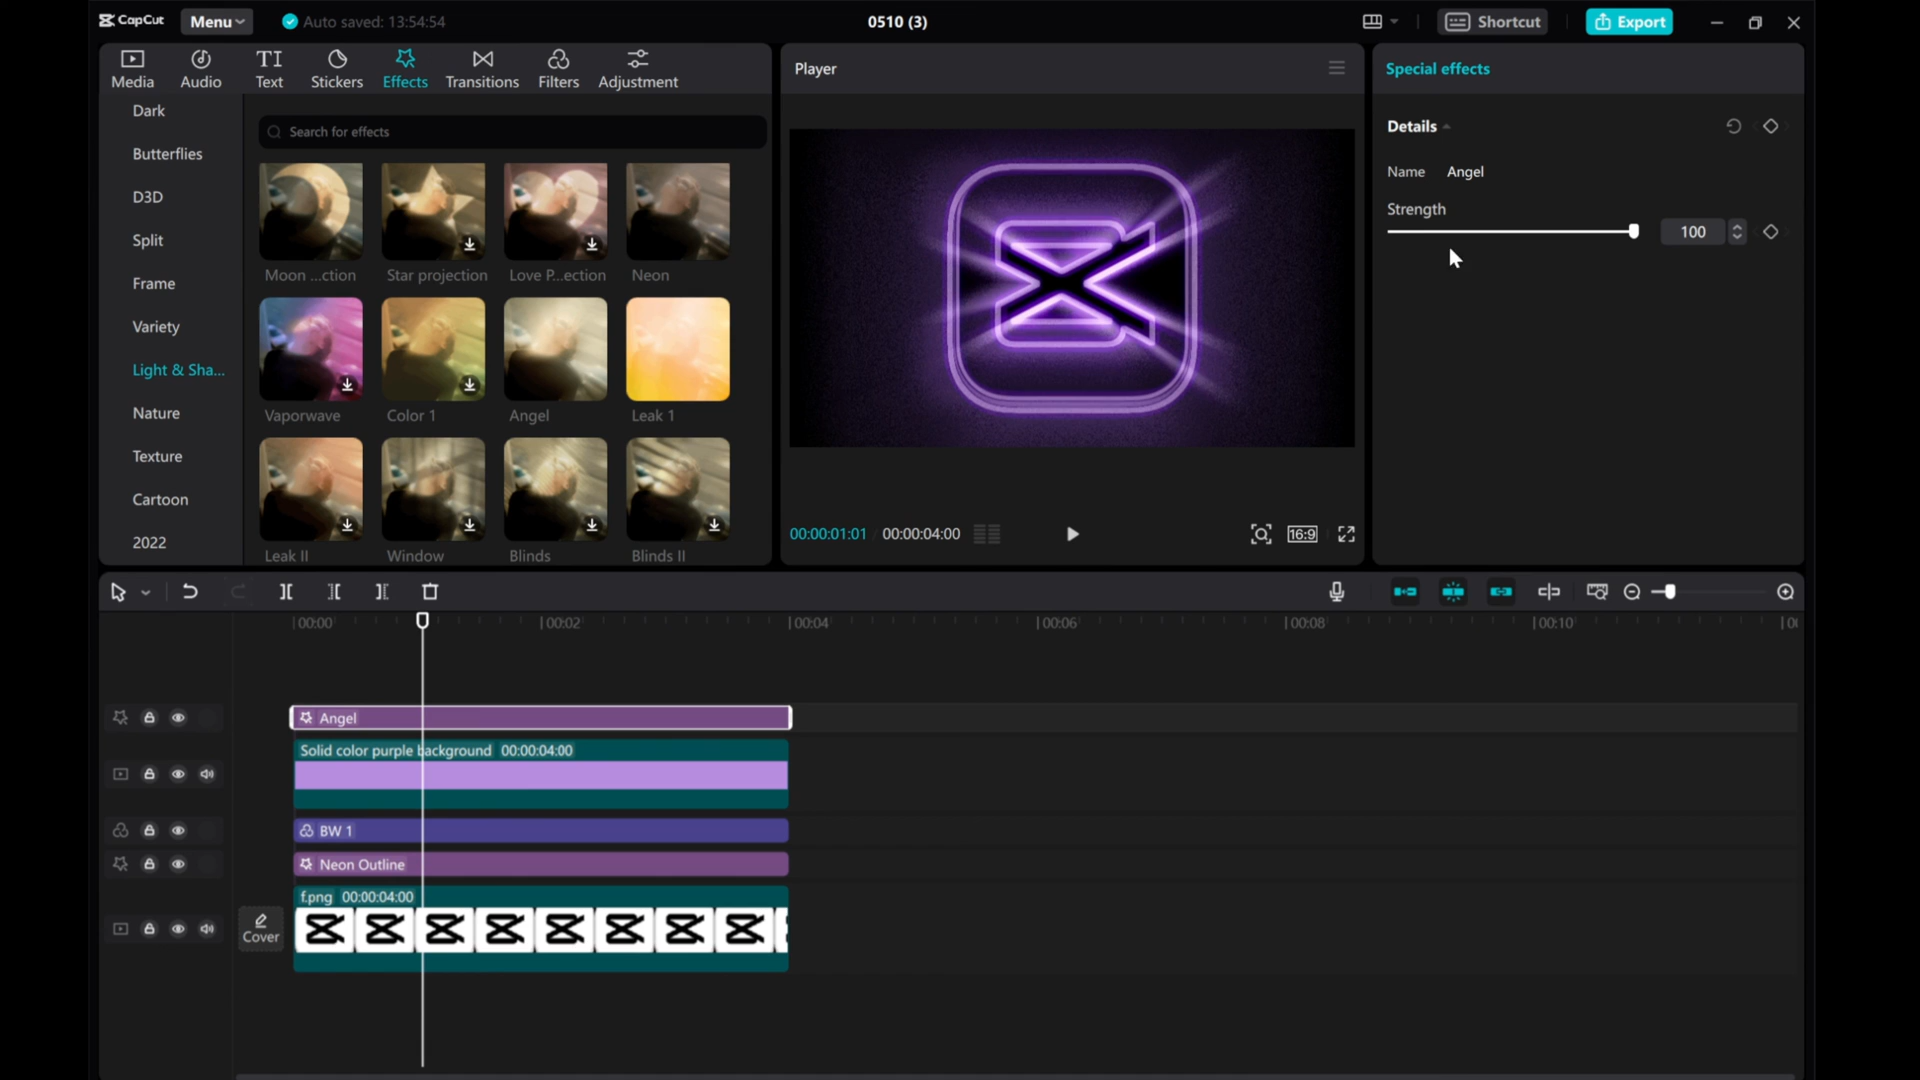 CapCut
Menu
Auto saved: 13:54:54
0510 (3)
Shortcut
Export
Media
Audio
Text
Stickers
Effects
Transitions
Filters
Adjustment
Player
Special effects
Dark
Butterflies
D3D
Split
Frame
Variety
Light & Sha...
Nature
Texture
Cartoon
2022
Search for effects
Moon ...ction
Star projection
Love P...ection
Neon
Vaporwave
Color 1
Angel
Leak 1
Leak II
Window
Blinds
Blinds II
00:00:01:01
00:00:04:00
16:9
Details
Name Angel
Strength
100
00:00
00:02
00:04
00:06
00:08
00:10
Angel
Solid color purple background 00:00:04:00
BW 1
Neon Outline
f.png 00:00:04:00
Cover